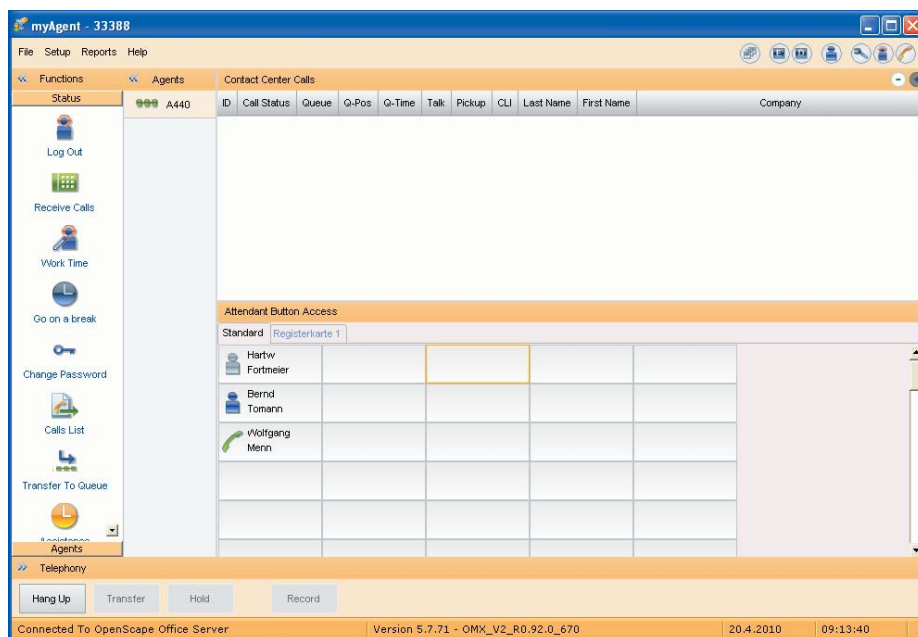 myAgent - 33388
File Setup Reports Help
Functions
Agents
Contact Center Calls
Status
A440
ID Call Status Queue Q-Pos Q-Time Talk Pickup CLI Last Name First Name Company
Log Out
Receive Calls
Work Time
Go on a break
Change Password
Calls List
Transfer To Queue
Agents
Attendant Button Access
Standard Registerkarte 1
Hartw
Fortmeier
Bernd
Tomann
Wolfgang
Menn
Telephony
Hang Up Transfer Hold Record
Connected To OpenScape Office Server Version 5.7.71 - OMX_V2_R0.92.0_670 20.4.2010 09:13:40